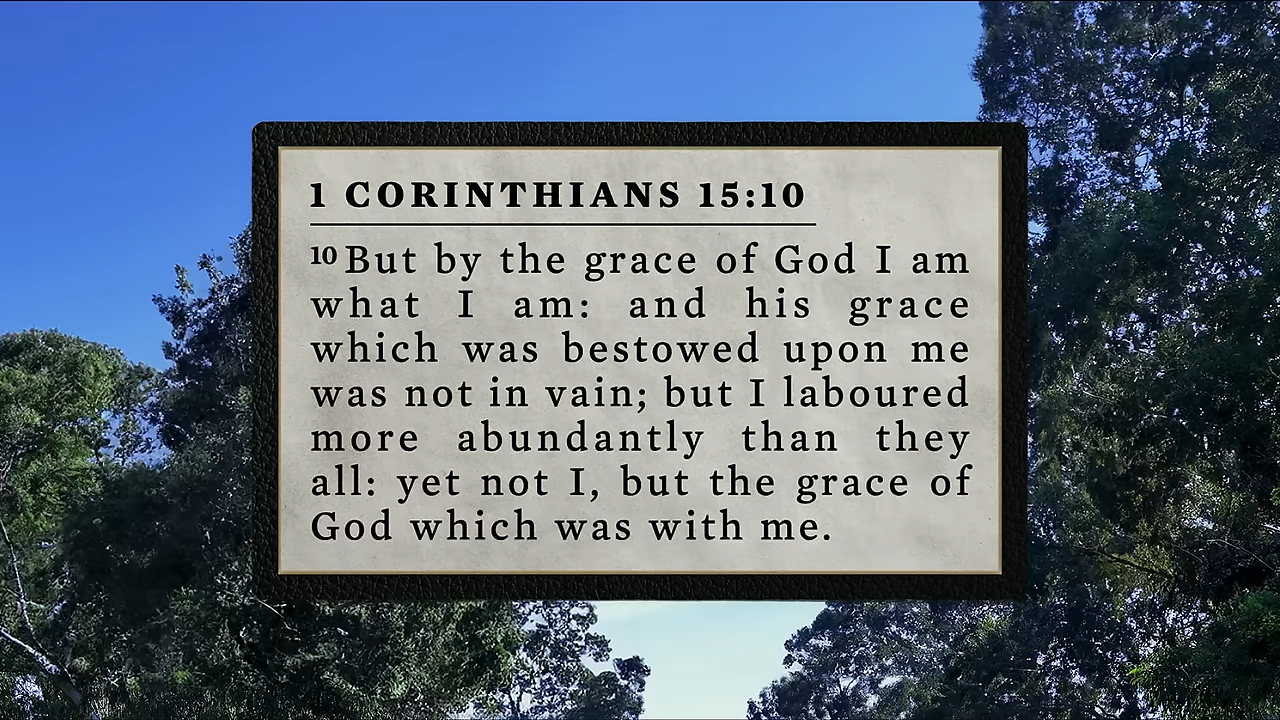 1 CORINTHIANS 15:10
10 But by the grace of God I am
what I am: and his grace
which was bestowed upon me
was not in vain; but I laboured
more abundantly than they
all: yet not I, but the grace of
God which was with me.